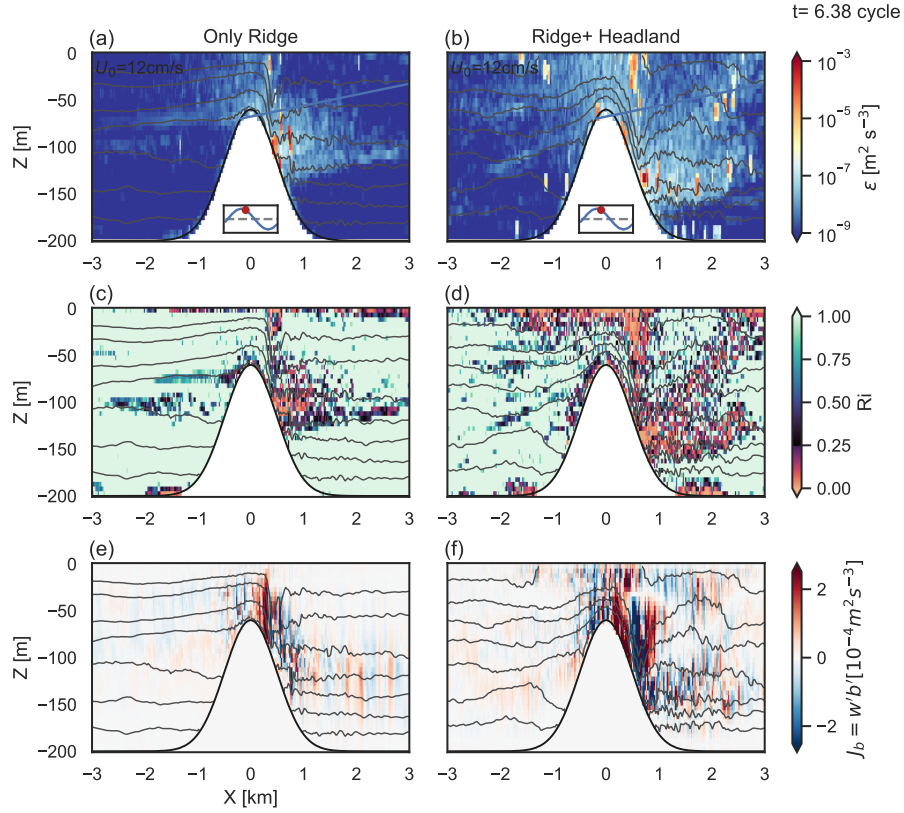 t= 6.38 cycle
(a) Only Ridge
(b) Ridge+ Headland
U₀=12cm/s
U₀=12cm/s
Z [m]
0
−50
−100
−150
−200
−3 −2 −1 0 1 2 3
−3 −2 −1 0 1 2 3
10⁻³
10⁻⁵
10⁻⁷
10⁻⁹
ε [m² s⁻³]
(c)
(d)
Z [m]
0
−50
−100
−150
−200
−3 −2 −1 0 1 2 3
−3 −2 −1 0 1 2 3
1.00
0.75
0.50
0.25
0.00
Ri
(e)
(f)
Z [m]
0
−50
−100
−150
−200
−3 −2 −1 0 1 2 3
−3 −2 −1 0 1 2 3
X [km]
2
0
−2
J_b = w′b′[10⁻⁴m²s⁻³]